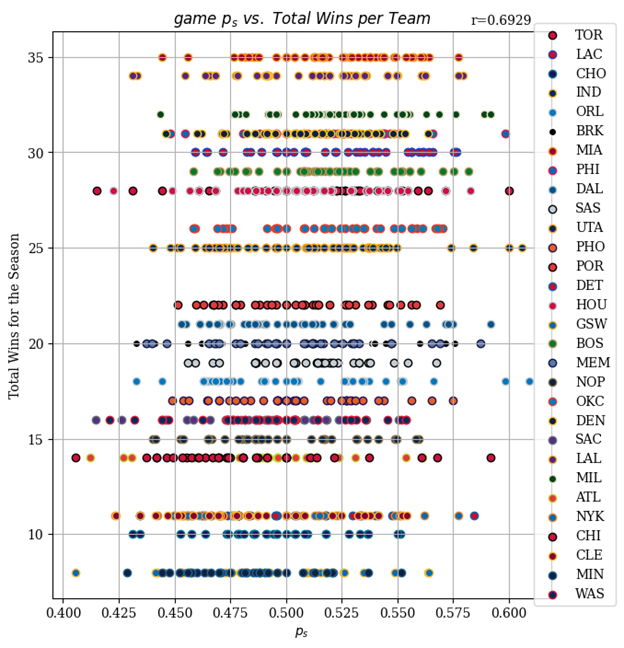 game p_s vs. Total Wins per Team
r=0.6929
Total Wins for the Season
35
30
25
20
15
10
0.400 0.425 0.450 0.475 0.500 0.525 0.550 0.575 0.600
p_s
TOR
LAC
CHO
IND
ORL
BRK
MIA
PHI
DAL
SAS
UTA
PHO
POR
DET
HOU
GSW
BOS
MEM
NOP
OKC
DEN
SAC
LAL
MIL
ATL
NYK
CHI
CLE
MIN
WAS